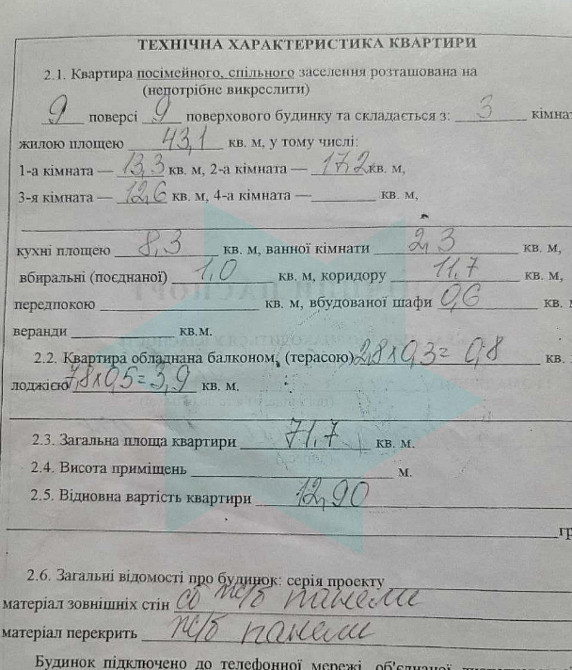 ТЕХНІЧНА ХАРАКТЕРИСТИКА КВАРТИРИ
2.1. Квартира посімейного, спільного заселення розташована на
(непотрібне викреслити)
9 поверсі 9 поверхового будинку та складається з: 3 кімна
жилою площею 43,1 кв. м, у тому числі:
1-а кімната — 13,3 кв. м, 2-а кімната — 17,2 кв. м,
3-я кімната — 12,6 кв. м, 4-а кімната — кв. м,
кухні площею 8,3 кв. м, ванної кімнати 2,3 кв. м,
вбиральні (поєднаної) 1,0 кв. м, коридору 11,7 кв. м,
передпокою кв. м, вбудованої шафи 0,6 кв.
веранди кв.м.
2.2. Квартира обладнана балконом, (терасою) 2,8х0,3= 0,8 кв.
лоджією 7,8х0,5=3,9 кв. м.
2.3. Загальна площа квартири 71,7 кв. м.
2.4. Висота приміщень м.
2.5. Відновна вартість квартири 12,90
гр
2.6. Загальні відомості про будинок: серія проекту
матеріал зовнішніх стін сб ж/б панели
матеріал перекрить ж/б панели
Будинок підключено до телефонної мережі, об'єднаної